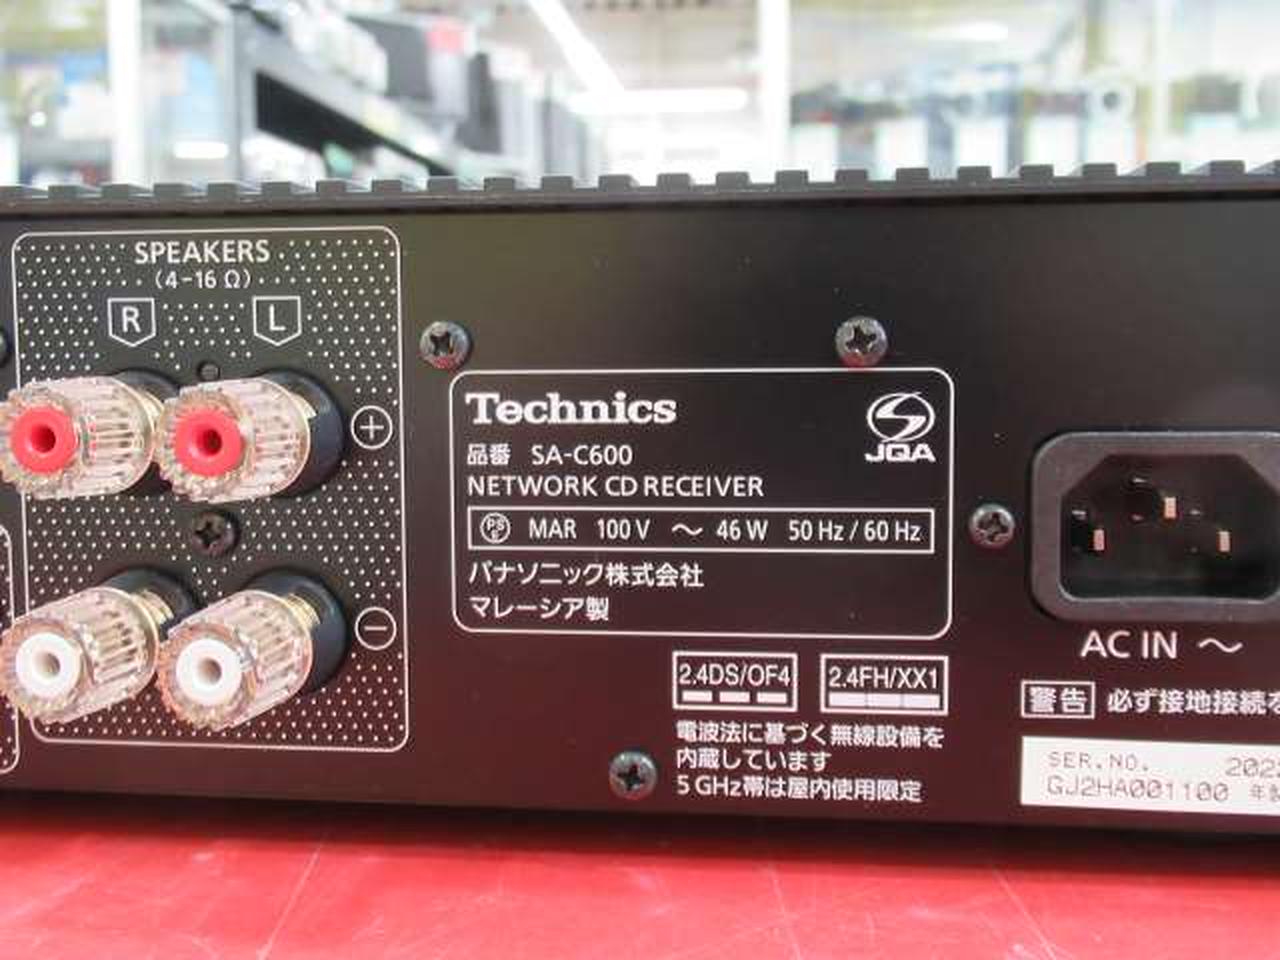 SPEAKERS
(4-16 Ω)
R L
Technics
JQA
品番 SA-C600
NETWORK CD RECEIVER
PS E MAR 100 V ～ 46 W 50 Hz / 60 Hz
パナソニック株式会社
マレーシア製
AC IN ～
2.4DS/OF4 2.4FH/XX1
警告 必ず接地接続を
電波法に基づく無線設備を
内蔵しています
5 GHz帯は屋内使用限定
SER.NO.
GJ2HA001100 年製